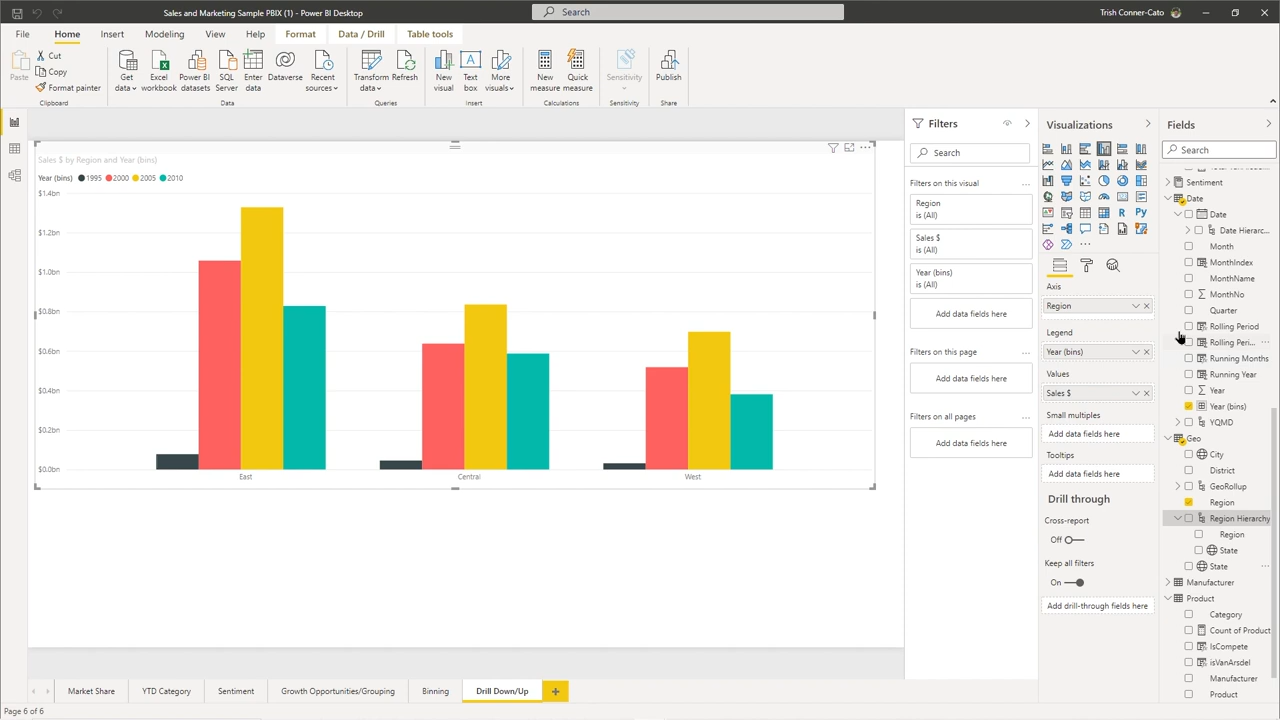 Sales and Marketing Sample PBIX (1) - Power BI Desktop
Search
Trish Conner-Cato
File Home Insert Modeling View Help Format Data / Drill Table tools
Paste
Cut
Copy
Format painter
Clipboard
Get data
Excel workbook
Power BI datasets
SQL Server
Enter data
Dataverse
Recent sources
Data
Transform data
Refresh
Queries
New visual
Text box
More visuals
Insert
New measure
Quick measure
Calculations
Sensitivity
Sensitivity
Publish
Share
Sales $ by Region and Year (bins)
Year (bins) 1995 2000 2005 2010
$1.4bn
$1.2bn
$1.0bn
$0.8bn
$0.6bn
$0.4bn
$0.2bn
$0.0bn
East Central West
Filters
Search
Filters on this visual ...
Region
is (All)
Sales $
is (All)
Year (bins)
is (All)
Add data fields here
Filters on this page ...
Add data fields here
Filters on all pages ...
Add data fields here
Visualizations
R Py
...
Axis
Region
Legend
Year (bins)
Values
Sales $
Small multiples
Add data fields here
Tooltips
Add data fields here
Drill through
Cross-report
Off
Keep all filters
On
Add drill-through fields here
Fields
Search
Sentiment
Date
Date
Date Hierarc...
Month
MonthIndex
MonthName
MonthNo
Quarter
Rolling Period
Rolling Peri... ...
Running Months
Running Year
Year
Year (bins)
YQMD
Geo
City
District
GeoRollup
Region
Region Hierarchy
Region
State
State ...
Manufacturer
Product
Category
Count of Product
IsCompete
isVanArsdel
Manufacturer
Product
Market Share YTD Category Sentiment Growth Opportunities/Grouping Binning Drill Down/Up +
Page 6 of 6